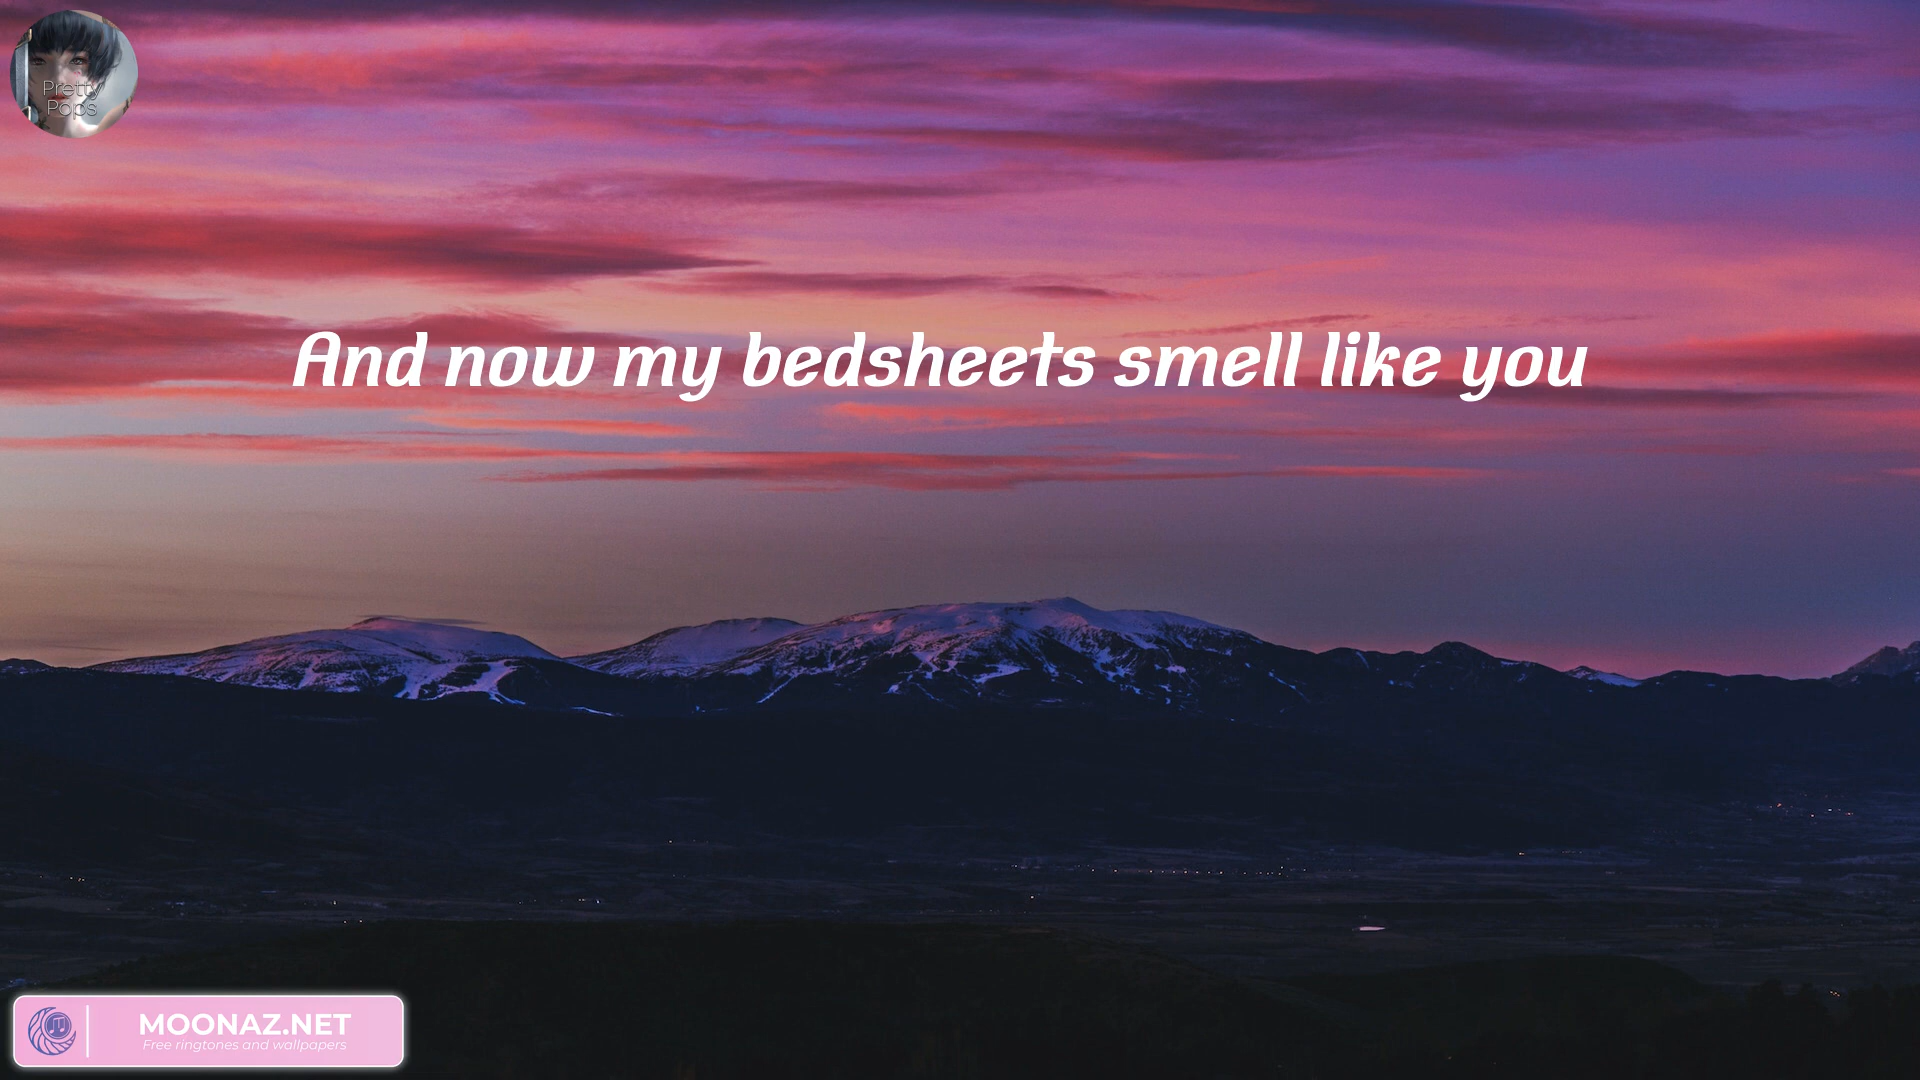 Pretty
Pops
And now my bedsheets smell like you
MOONAZ.NET
Free ringtones and wallpapers